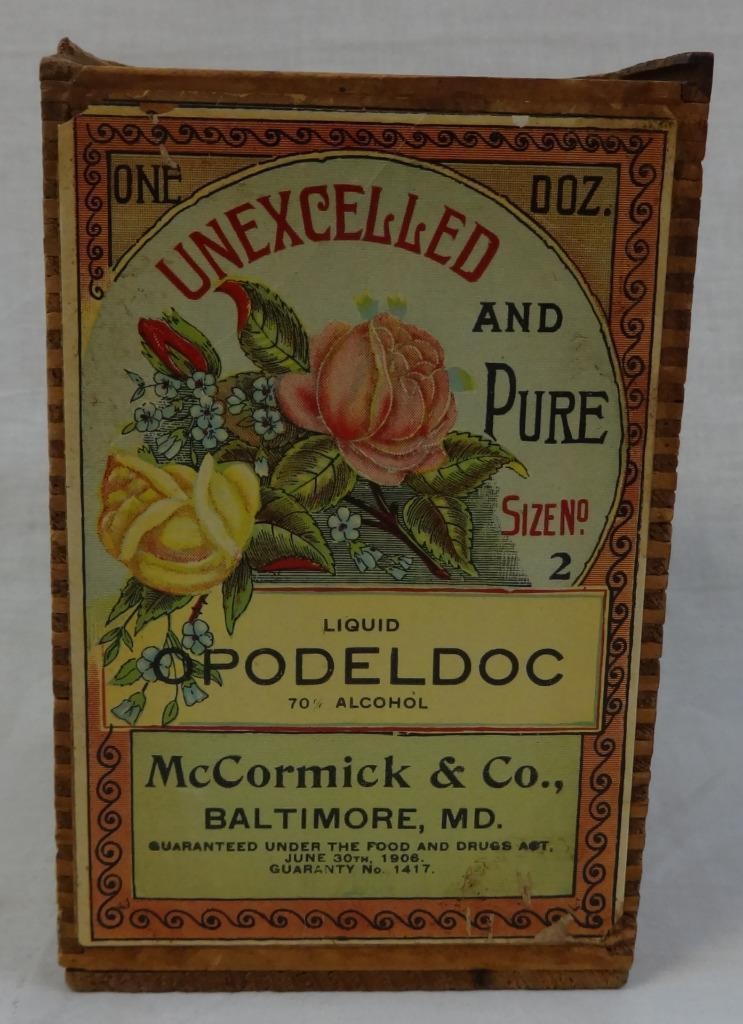 ONE DOZ.
UNEXCELLED
AND
PURE
SIZE No.
2
LIQUID
OPODELDOC
70% ALCOHOL
McCormick & Co.,
BALTIMORE, MD.
GUARANTEED UNDER THE FOOD AND DRUGS ACT,
JUNE 30TH, 1906.
GUARANTY No. 1417.